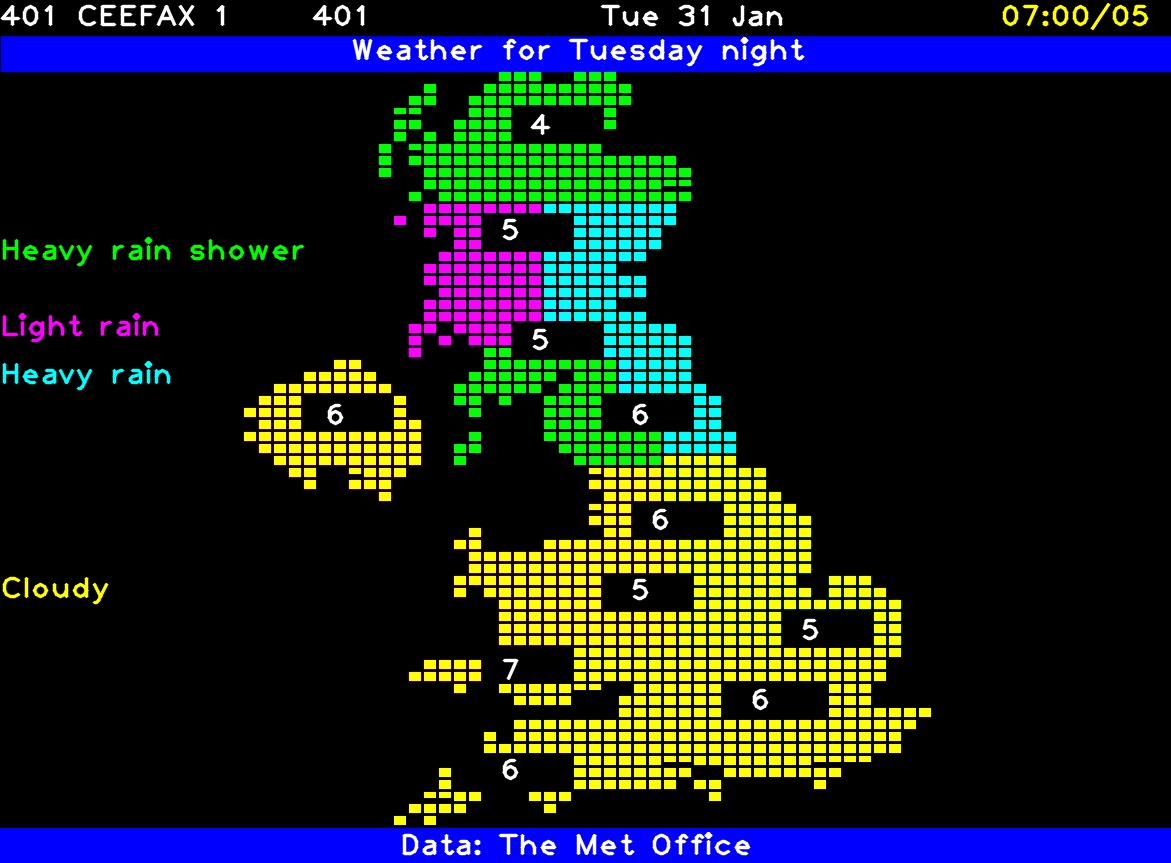 401 CEEFAX 1 401 Tue 31 Jan 07:00/05
Weather for Tuesday night
4
5
Heavy rain shower
Light rain
5
Heavy rain
6 6
6
Cloudy 5
5
7
6
6
Data: The Met Office